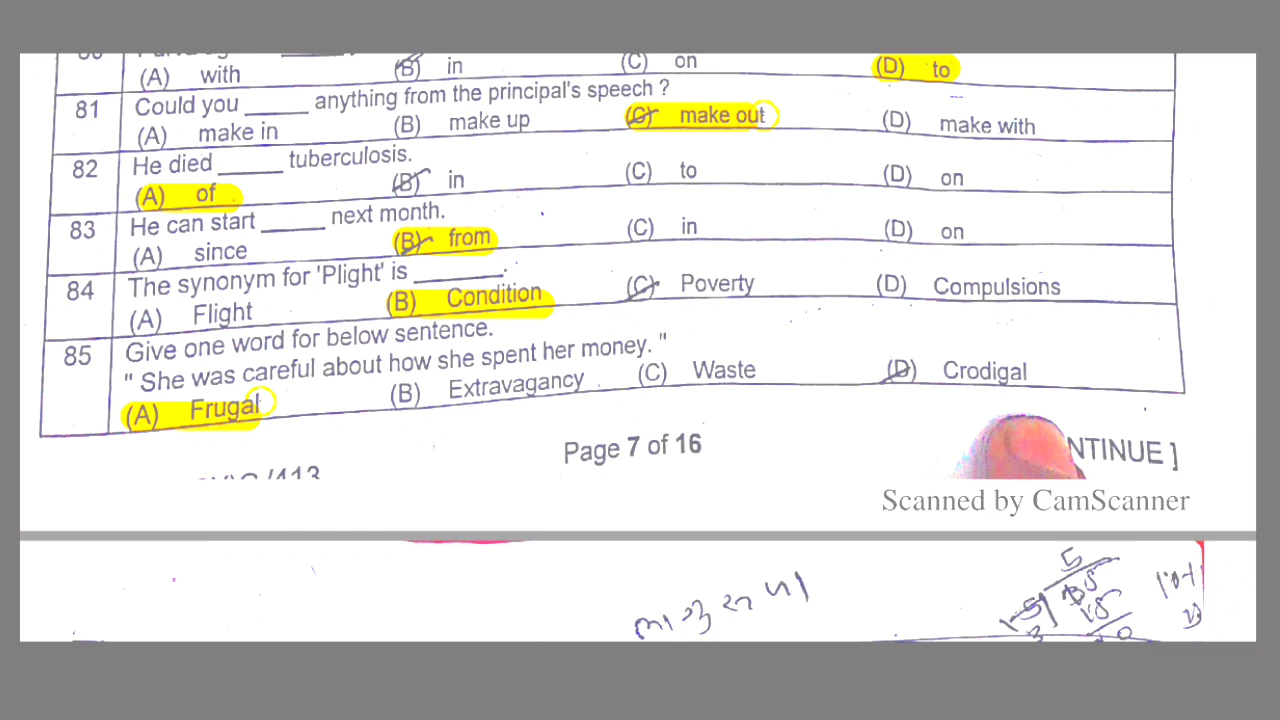 (A) with (B) in (C) on (D) to
81 Could you _____ anything from the principal's speech ?
(A) make in (B) make up (C) make out (D) make with
82 He died _____ tuberculosis.
(A) of (B) in (C) to (D) on
83 He can start _____ next month.
(A) since (B) from (C) in (D) on
84 The synonym for 'Plight' is _______.
(A) Flight (B) Condition (C) Poverty (D) Compulsions
85 Give one word for below sentence.
" She was careful about how she spent her money. "
(A) Frugal (B) Extravagancy (C) Waste (D) Crodigal
Page 7 of 16 NTINUE ]
Scanned by CamScanner